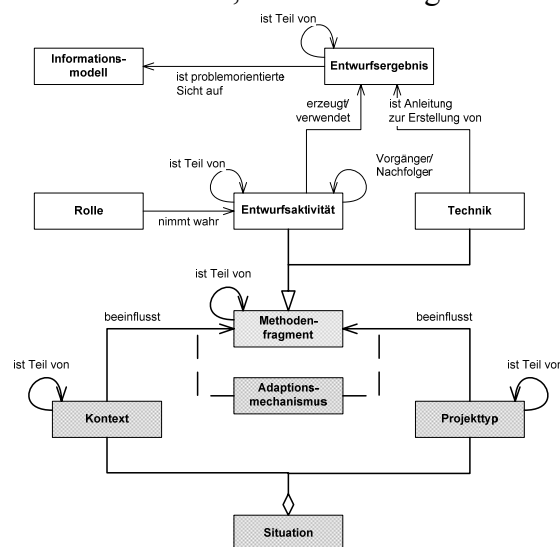 ist Teil von
Informations-
modell
Entwurfsergebnis
ist problemorientierte
Sicht auf
erzeugt/
verwendet
ist Anleitung
zur Erstellung von
ist Teil von
Vorgänger/
Nachfolger
Rolle
nimmt wahr
Entwurfsaktivität
Technik
ist Teil von
beeinflusst
Methoden-
fragment
beeinflusst
ist Teil von
Adaptions-
mechanismus
ist Teil von
Kontext
Projekttyp
Situation